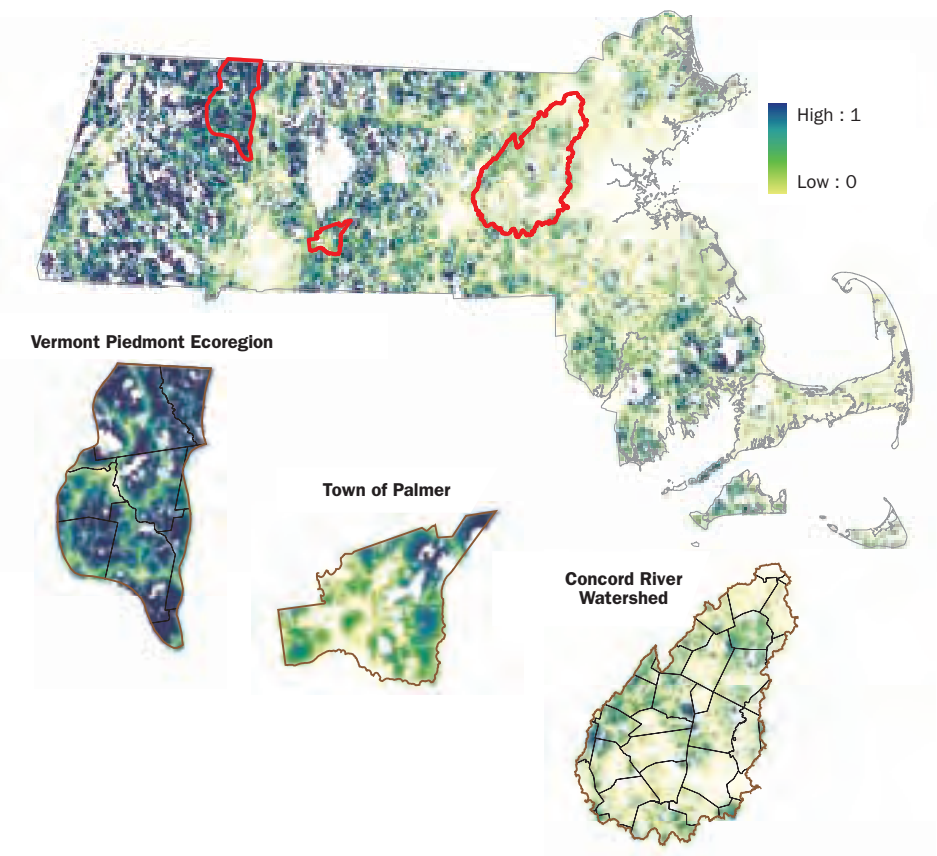 High : 1
Low : 0
Vermont Piedmont Ecoregion
Town of Palmer
Concord River
Watershed